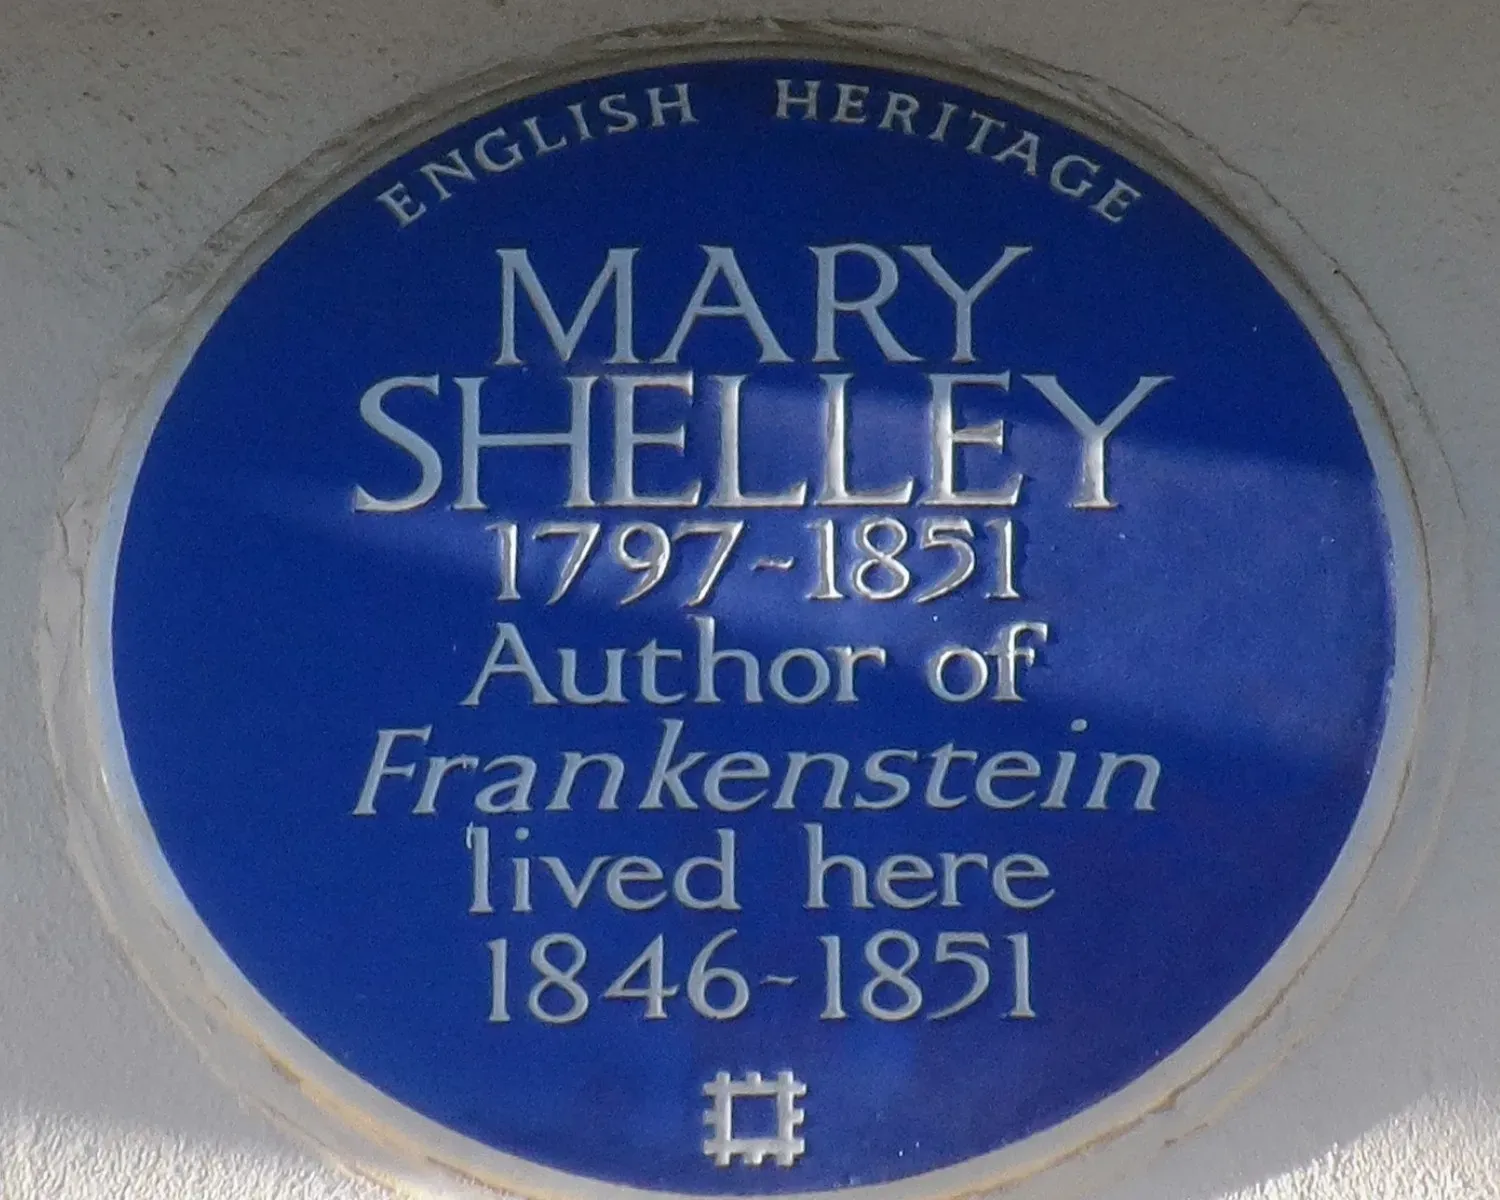 ENGLISH HERITAGE
MARY
SHELLEY
1797-1851
Author of
Frankenstein
lived here
1846-1851